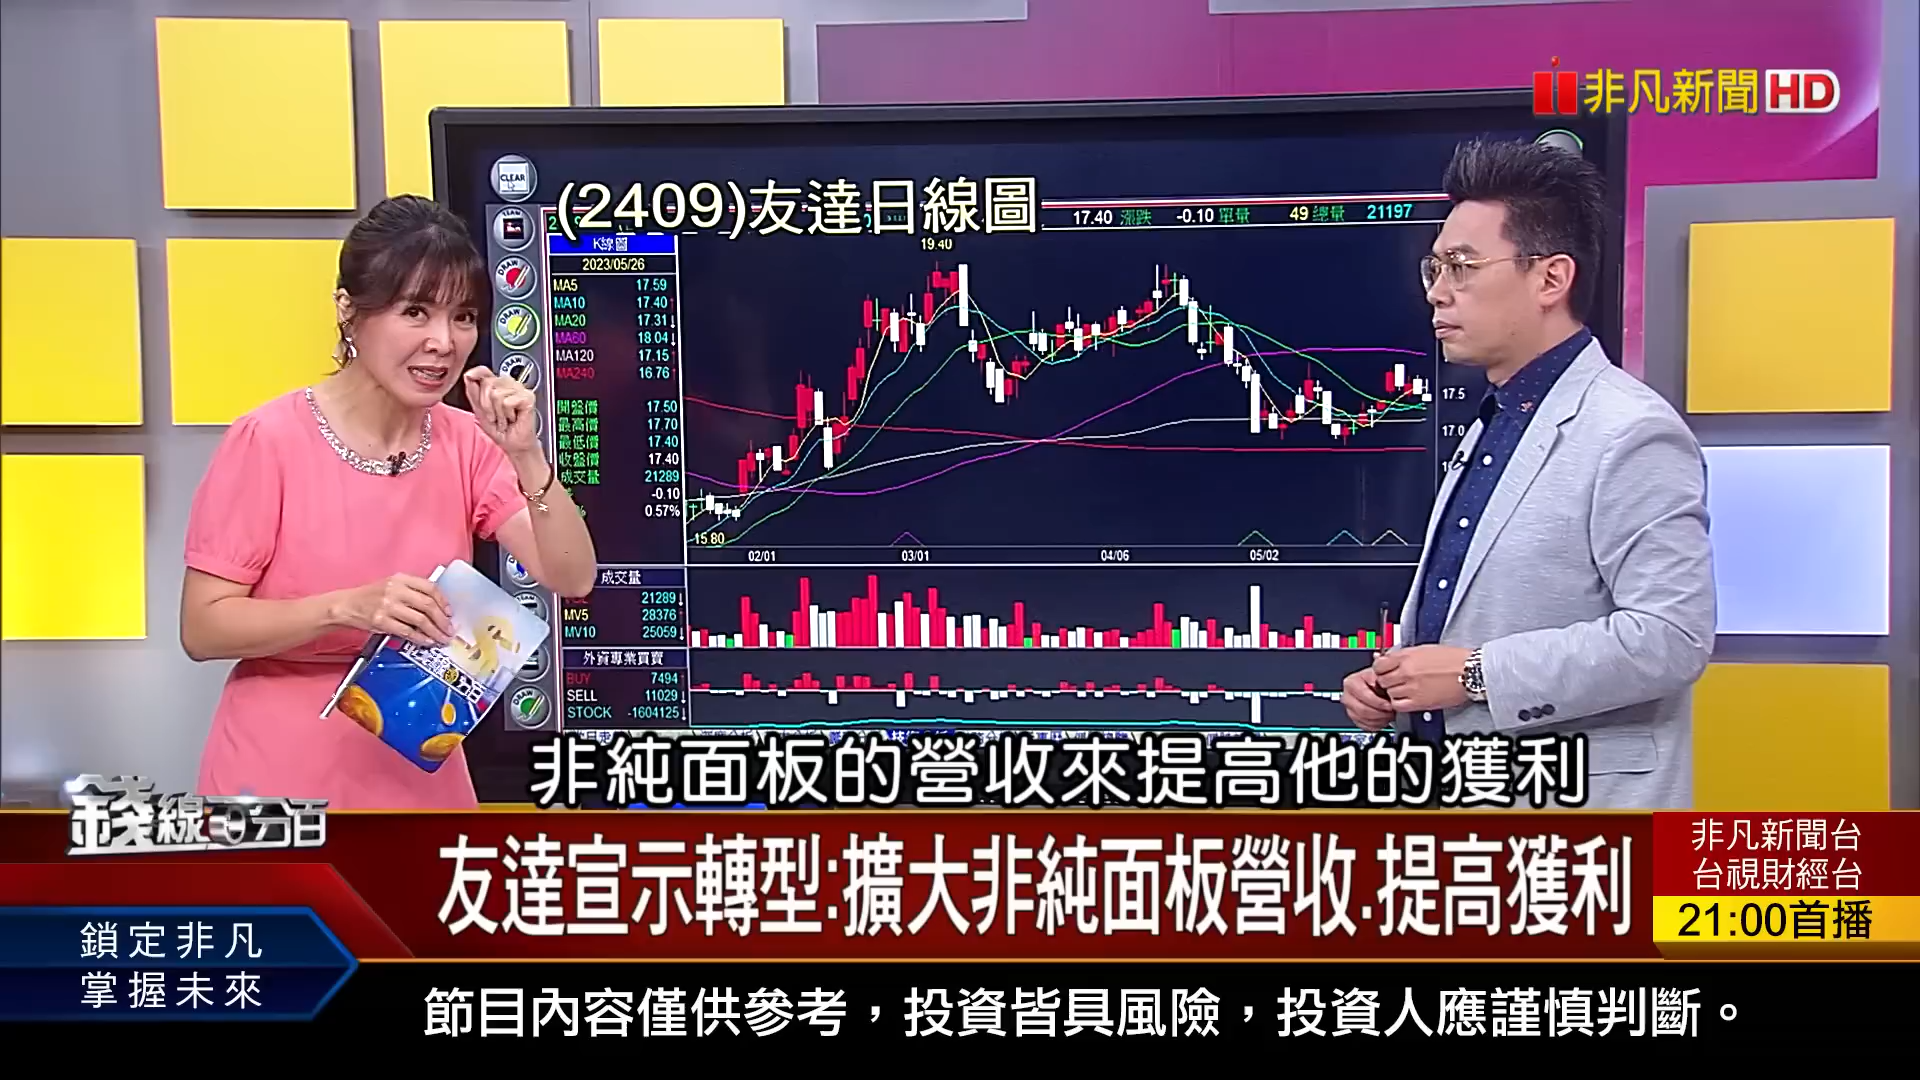 非凡新聞HD
CLEAR
(2409)友達日線圖
17.40 漲跌 -0.10 單量 49 總量 21197
K線圖
19.40
2023/05/26
MA5 17.59
MA10 17.40
MA20 17.31
MA60 18.04
MA120 17.15
MA240 16.76
開盤價 17.50
最高價 17.70
最低價 17.40
收盤價 17.40
成交量 21289
-0.10
% 0.57%
17.5
17.0
15.80
02/01 03/01 04/06 05/02
成交量
VOL 21289
MV5 28376
MV10 25059
外資專業買賣
BUY 7494
SELL 11029
STOCK -1604125
DRAW
DRAW
DRAW
DRAW
非純面板的營收來提高他的獲利
錢線百分百
友達宣示轉型:擴大非純面板營收.提高獲利
非凡新聞台
台視財經台
21:00首播
鎖定非凡
掌握未來
節目內容僅供參考，投資皆具風險，投資人應謹慎判斷。